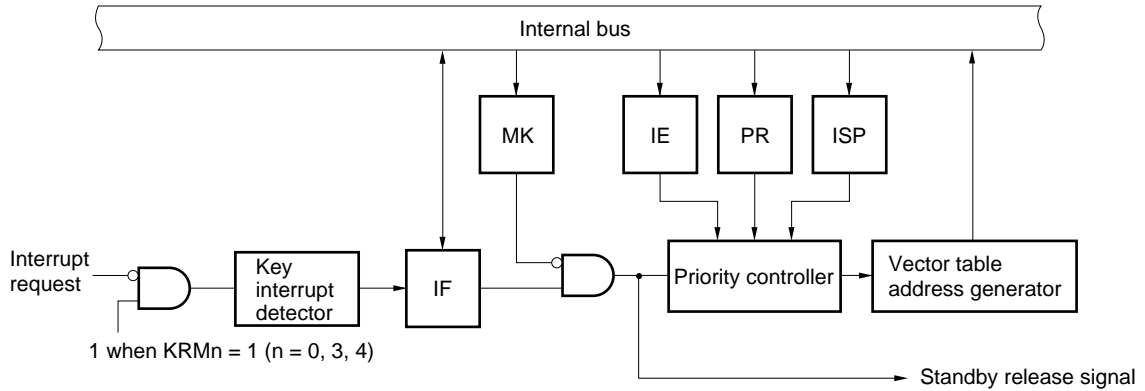 Internal bus
MK
IE
PR
ISP
Interrupt
request
Key
interrupt
detector
IF
Priority controller
Vector table
address generator
1 when KRMn = 1 (n = 0, 3, 4)
Standby release signal